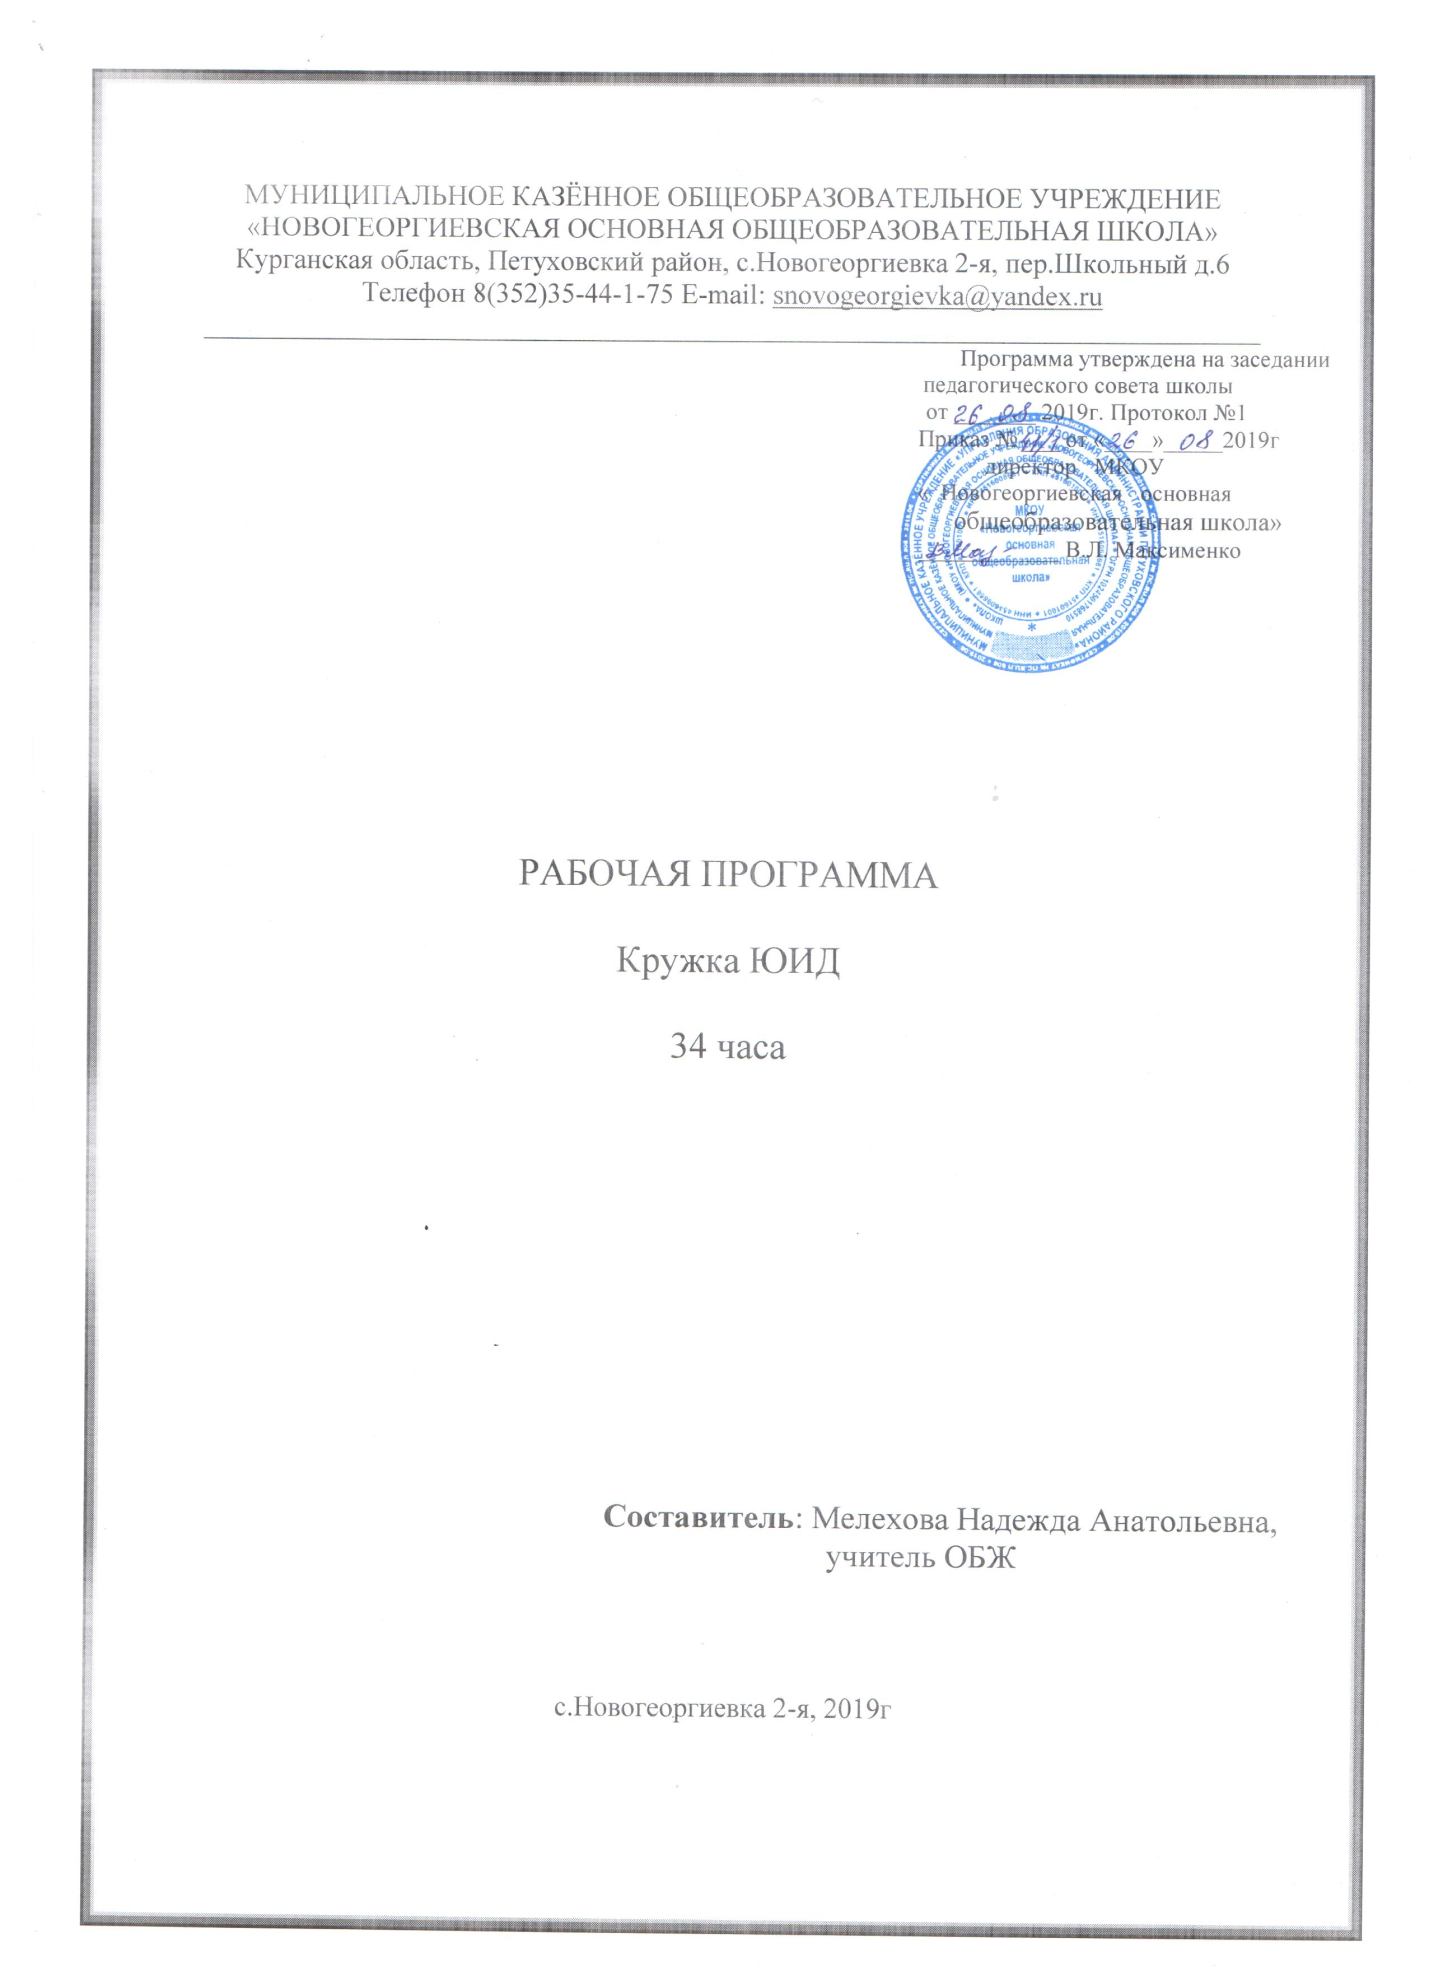 МУНИЦИПАЛЬНОЕ КАЗЁННОЕ ОБЩЕОБРАЗОВАТЕЛЬНОЕ УЧРЕЖДЕНИЕ
«НОВОГЕОРГИЕВСКАЯ ОСНОВНАЯ ОБЩЕОБРАЗОВАТЕЛЬНАЯ ШКОЛА»
Курганская область, Петуховский район, с.Новогеоргиевка 2-я, пер.Школьный д.6
Телефон 8(352)35-44-1-75 E-mail: snovogeorgievka@yandex.ru
Программа утверждена на заседании
педагогического совета школы
от 26 08 2019г. Протокол №1
Приказ № от «26» 08 2019г
директор МКОУ
« Новогеоргиевская основная
общеобразовательная школа»
В.Л. Максименко
МКОУ
«Новогеоргиевская
основная
общеобразовательная
школа»
РАБОЧАЯ ПРОГРАММА
Кружка ЮИД
34 часа
Составитель: Мелехова Надежда Анатольевна,
учитель ОБЖ
с.Новогеоргиевка 2-я, 2019г